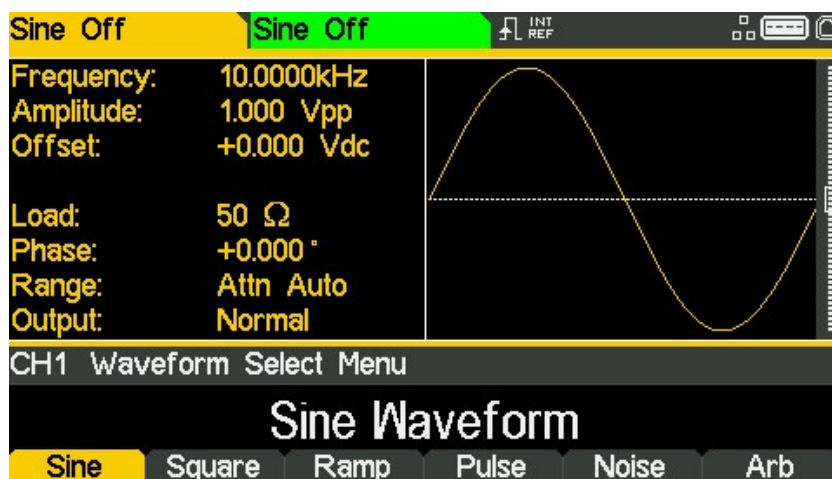 Sine Off Sine Off INT REF
Frequency: 10.0000kHz
Amplitude: 1.000 Vpp
Offset: +0.000 Vdc
Load: 50 Ω
Phase: +0.000°
Range: Attn Auto
Output: Normal
CH1 Waveform Select Menu
Sine Waveform
Sine Square Ramp Pulse Noise Arb